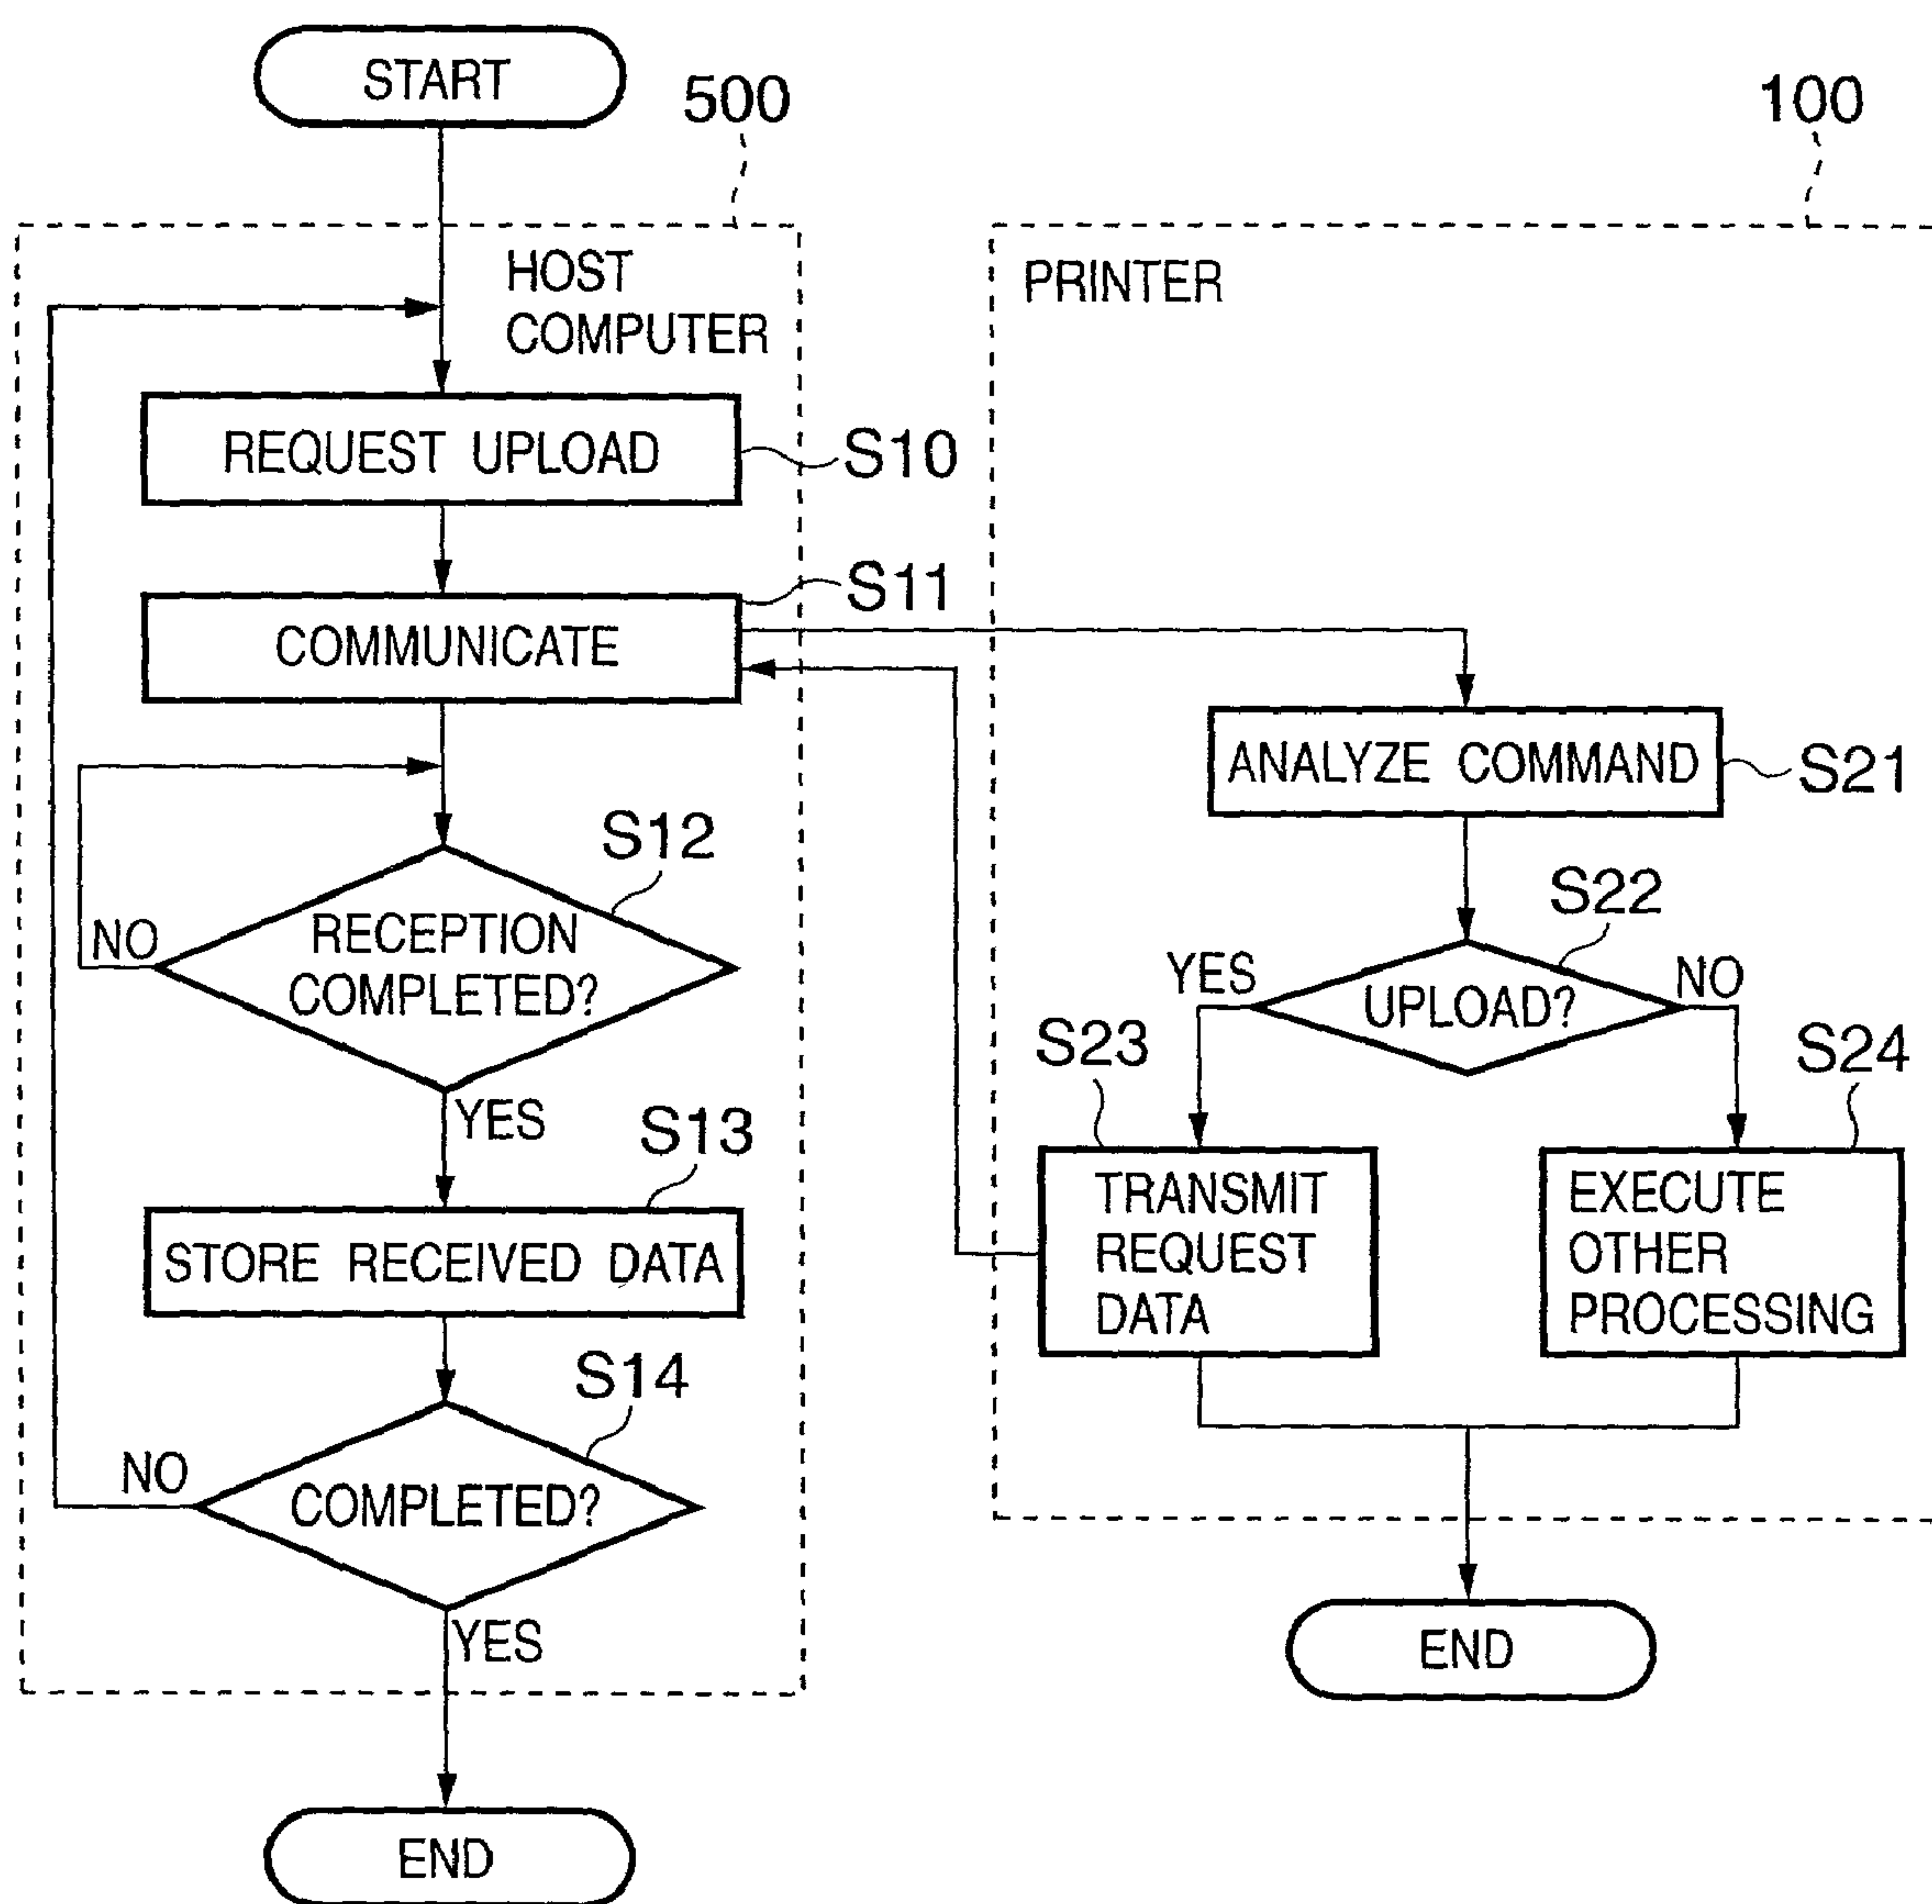 START
500
100
HOST
COMPUTER
PRINTER
REQUEST UPLOAD
S10
S11
COMMUNICATE
ANALYZE COMMAND
S21
S12
RECEPTION
COMPLETED?
NO
YES
S22
UPLOAD?
YES
NO
S23
S24
TRANSMIT
REQUEST
DATA
EXECUTE
OTHER
PROCESSING
S13
STORE RECEIVED DATA
S14
COMPLETED?
NO
YES
END
END